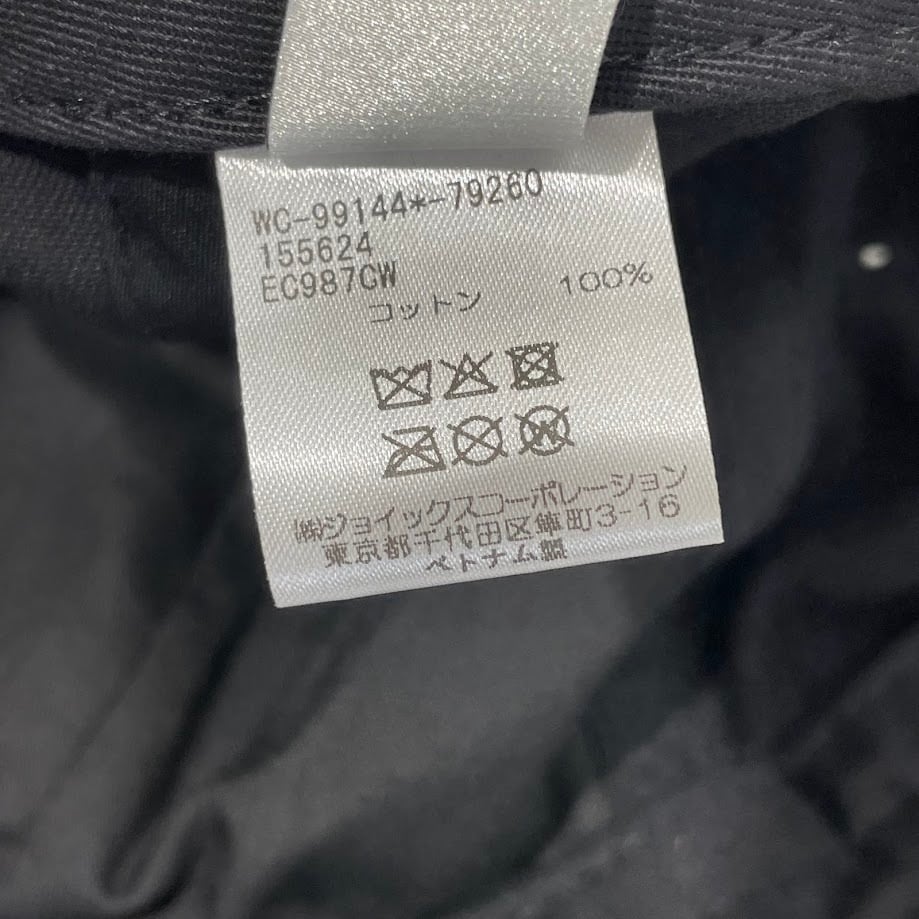 WC-99144*-79260
155624
EC987CW
コットン 100%
㈱ジョイックスコーポレーション
東京都千代田区隼町3-16
ベトナム製